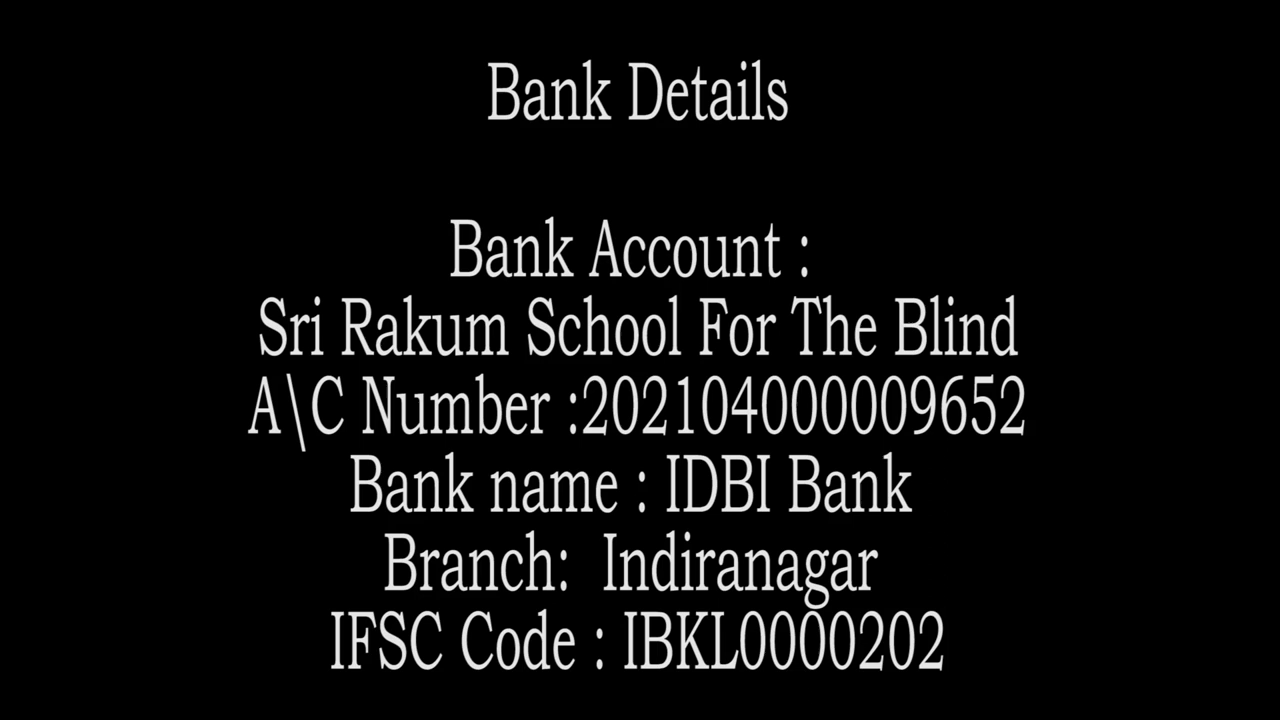 Bank Details
Bank Account :
Sri Rakum School For The Blind
A\C Number :202104000009652
Bank name : IDBI Bank
Branch:  Indiranagar
IFSC Code : IBKL0000202